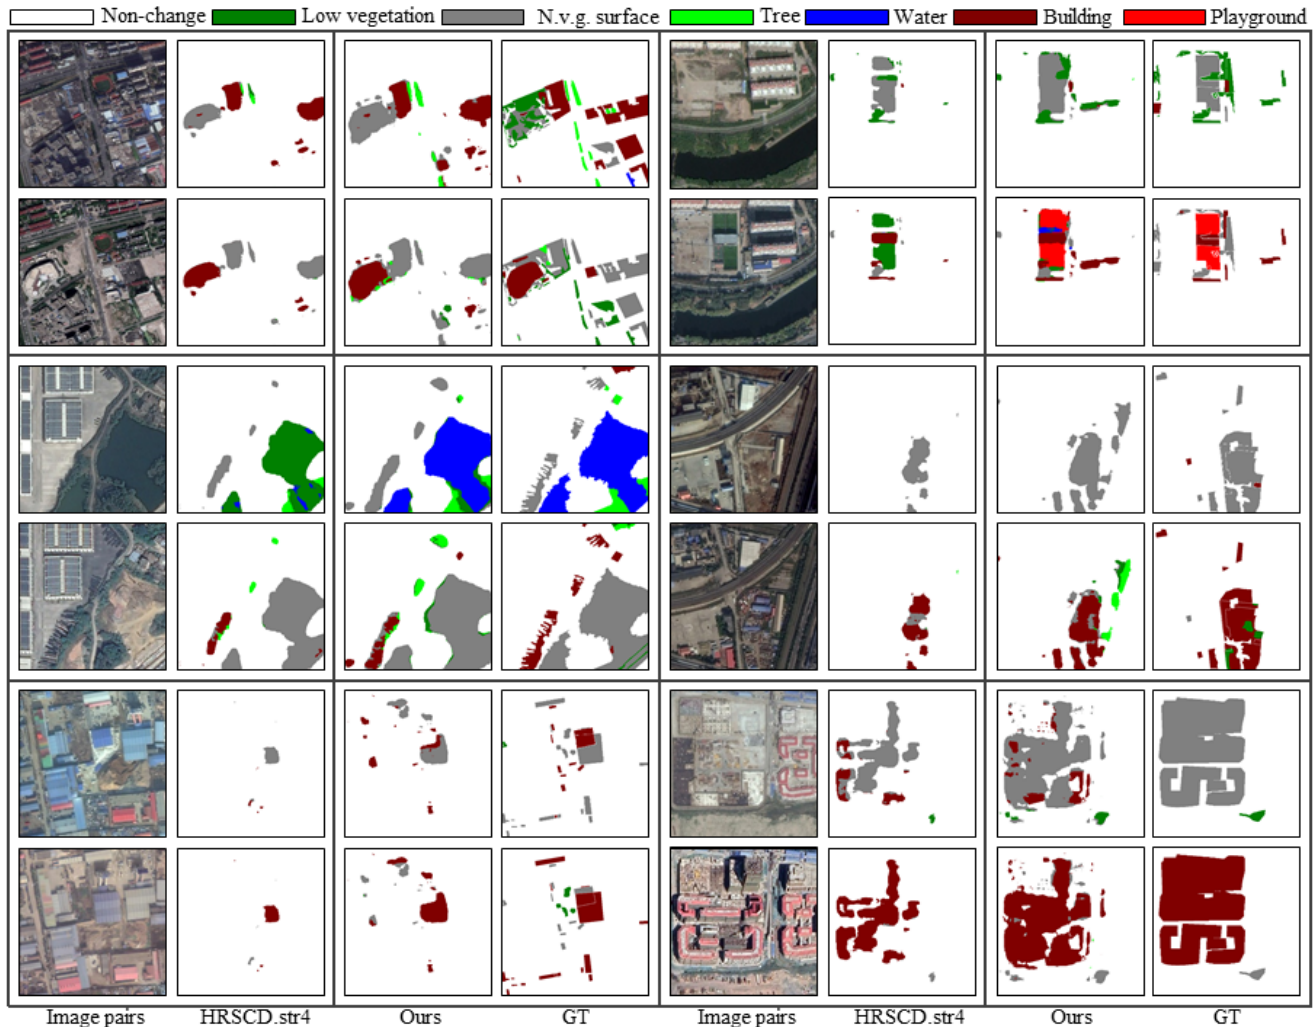 Non-change Low vegetation N.v.g. surface Tree Water Building Playground
Image pairs HRSCD.str4 Ours GT Image pairs HRSCD.str4 Ours GT